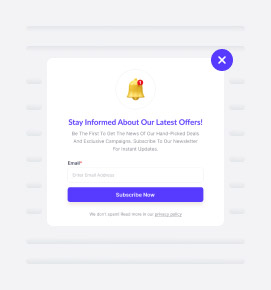 1
Stay Informed About Our Latest Offers!
Be The First To Get The News Of Our Hand-Picked Deals
And Exclusive Campaigns. Subscribe To Our Newsletter
For Instant Updates.
Email*
Enter Email Address
Subscribe Now
We don't spam! Read more in our privacy policy